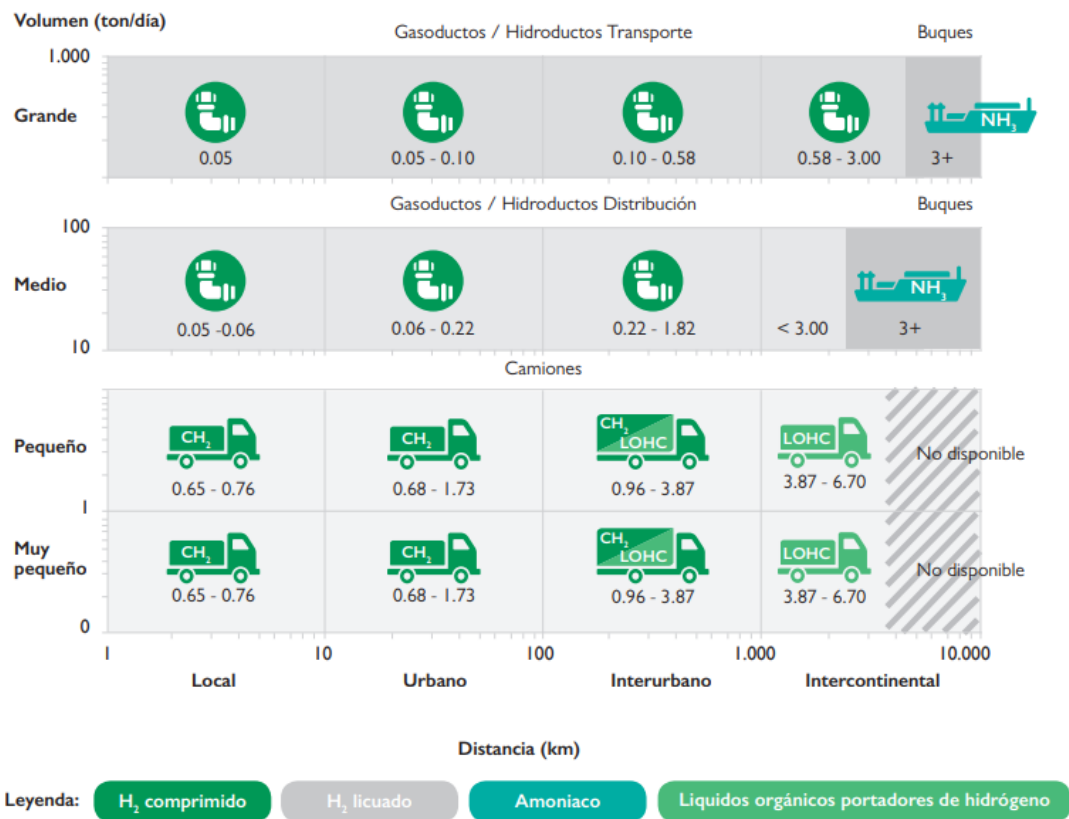 Volumen (ton/día)
Gasoductos / Hidroductos Transporte
Buques
1.000
Grande
NH₃
0.05
0.05 - 0.10
0.10 - 0.58
0.58 - 3.00
3+
Gasoductos / Hidroductos Distribución
Buques
100
Medio
NH₃
0.05 -0.06
0.06 - 0.22
0.22 - 1.82
< 3.00
3+
10
Camiones
Pequeño
CH₂
CH₂
CH₂
LOHC
LOHC
No disponible
0.65 - 0.76
0.68 - 1.73
0.96 - 3.87
3.87 - 6.70
1
Muy
pequeño
CH₂
CH₂
CH₂
LOHC
LOHC
No disponible
0.65 - 0.76
0.68 - 1.73
0.96 - 3.87
3.87 - 6.70
0
1
10
100
1.000
10.000
Local
Urbano
Interurbano
Intercontinental
Distancia (km)
Leyenda:
H₂ comprimido
H₂ licuado
Amoniaco
Liquidos orgánicos portadores de hidrógeno